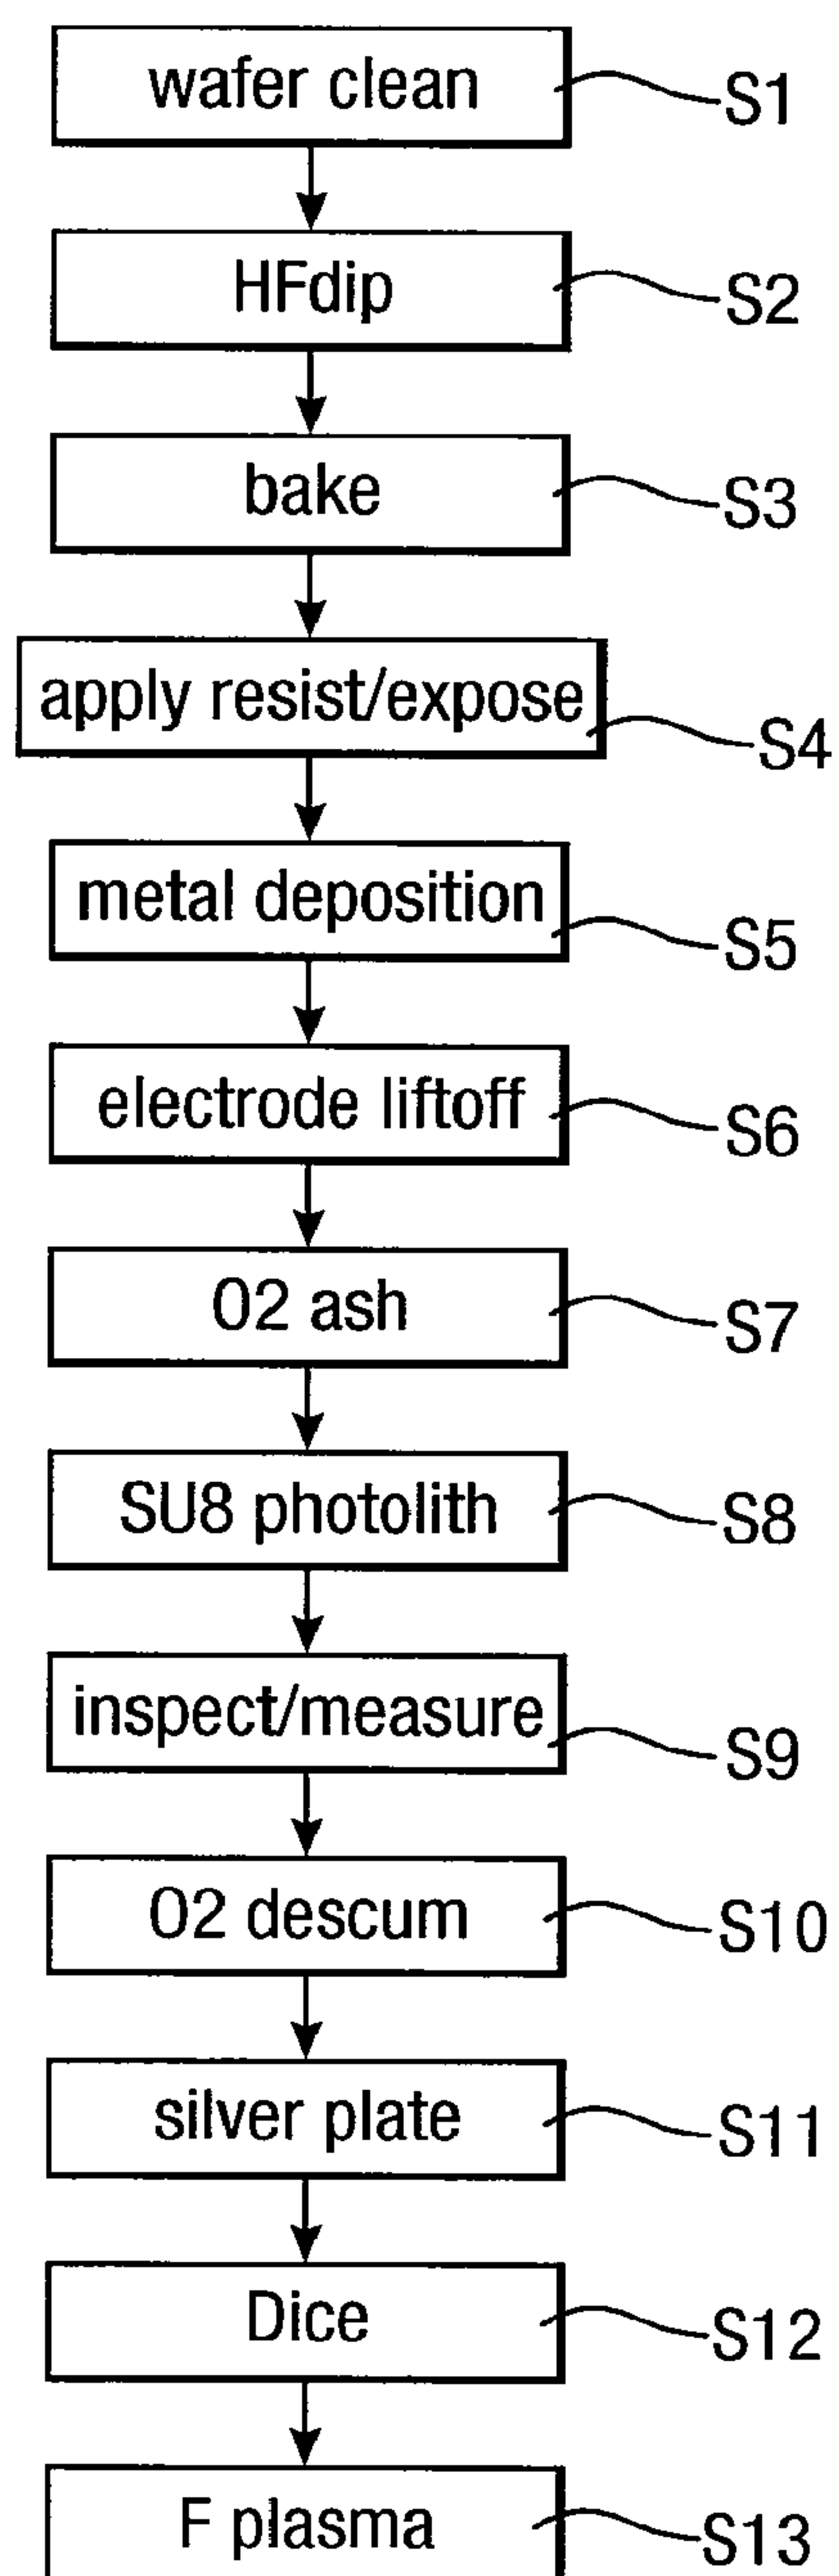 wafer clean S1
HFdip S2
bake S3
apply resist/expose S4
metal deposition S5
electrode liftoff S6
O2 ash S7
SU8 photolith S8
inspect/measure S9
O2 descum S10
silver plate S11
Dice S12
F plasma S13